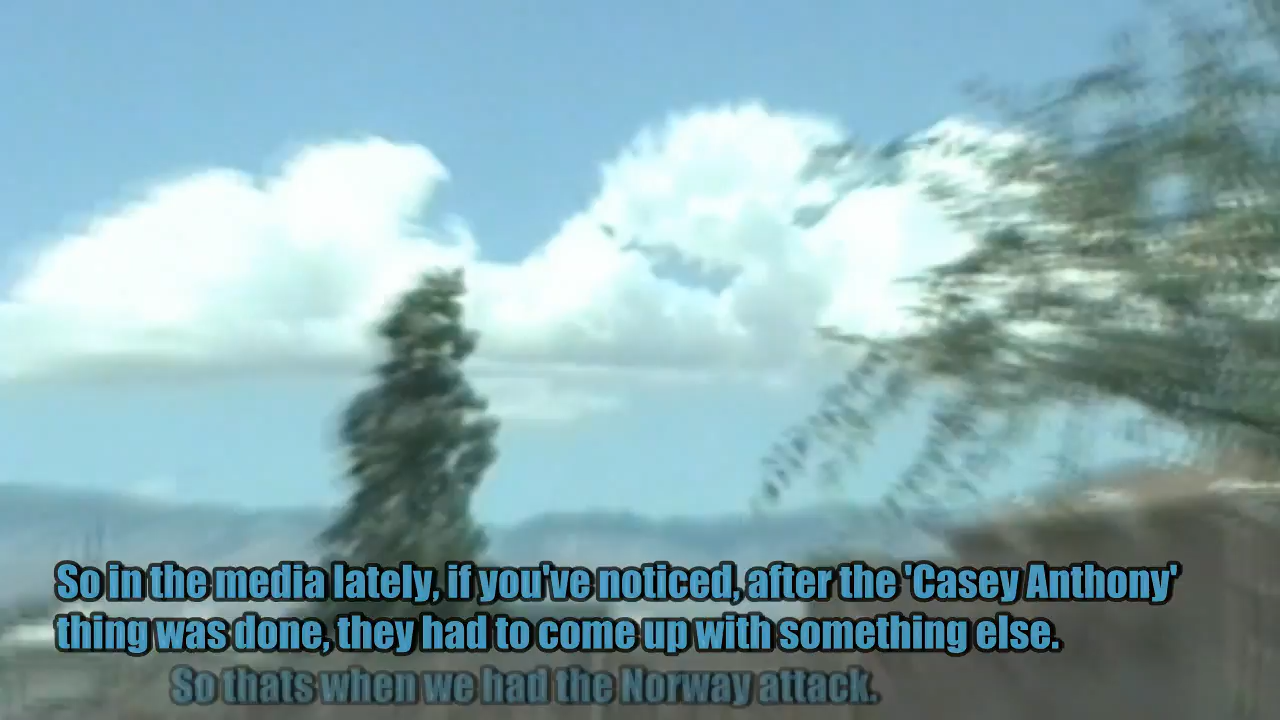 So in the media lately, if you've noticed, after the 'Casey Anthony'
thing was done, they had to come up with something else.
So thats when we had the Norway attack.